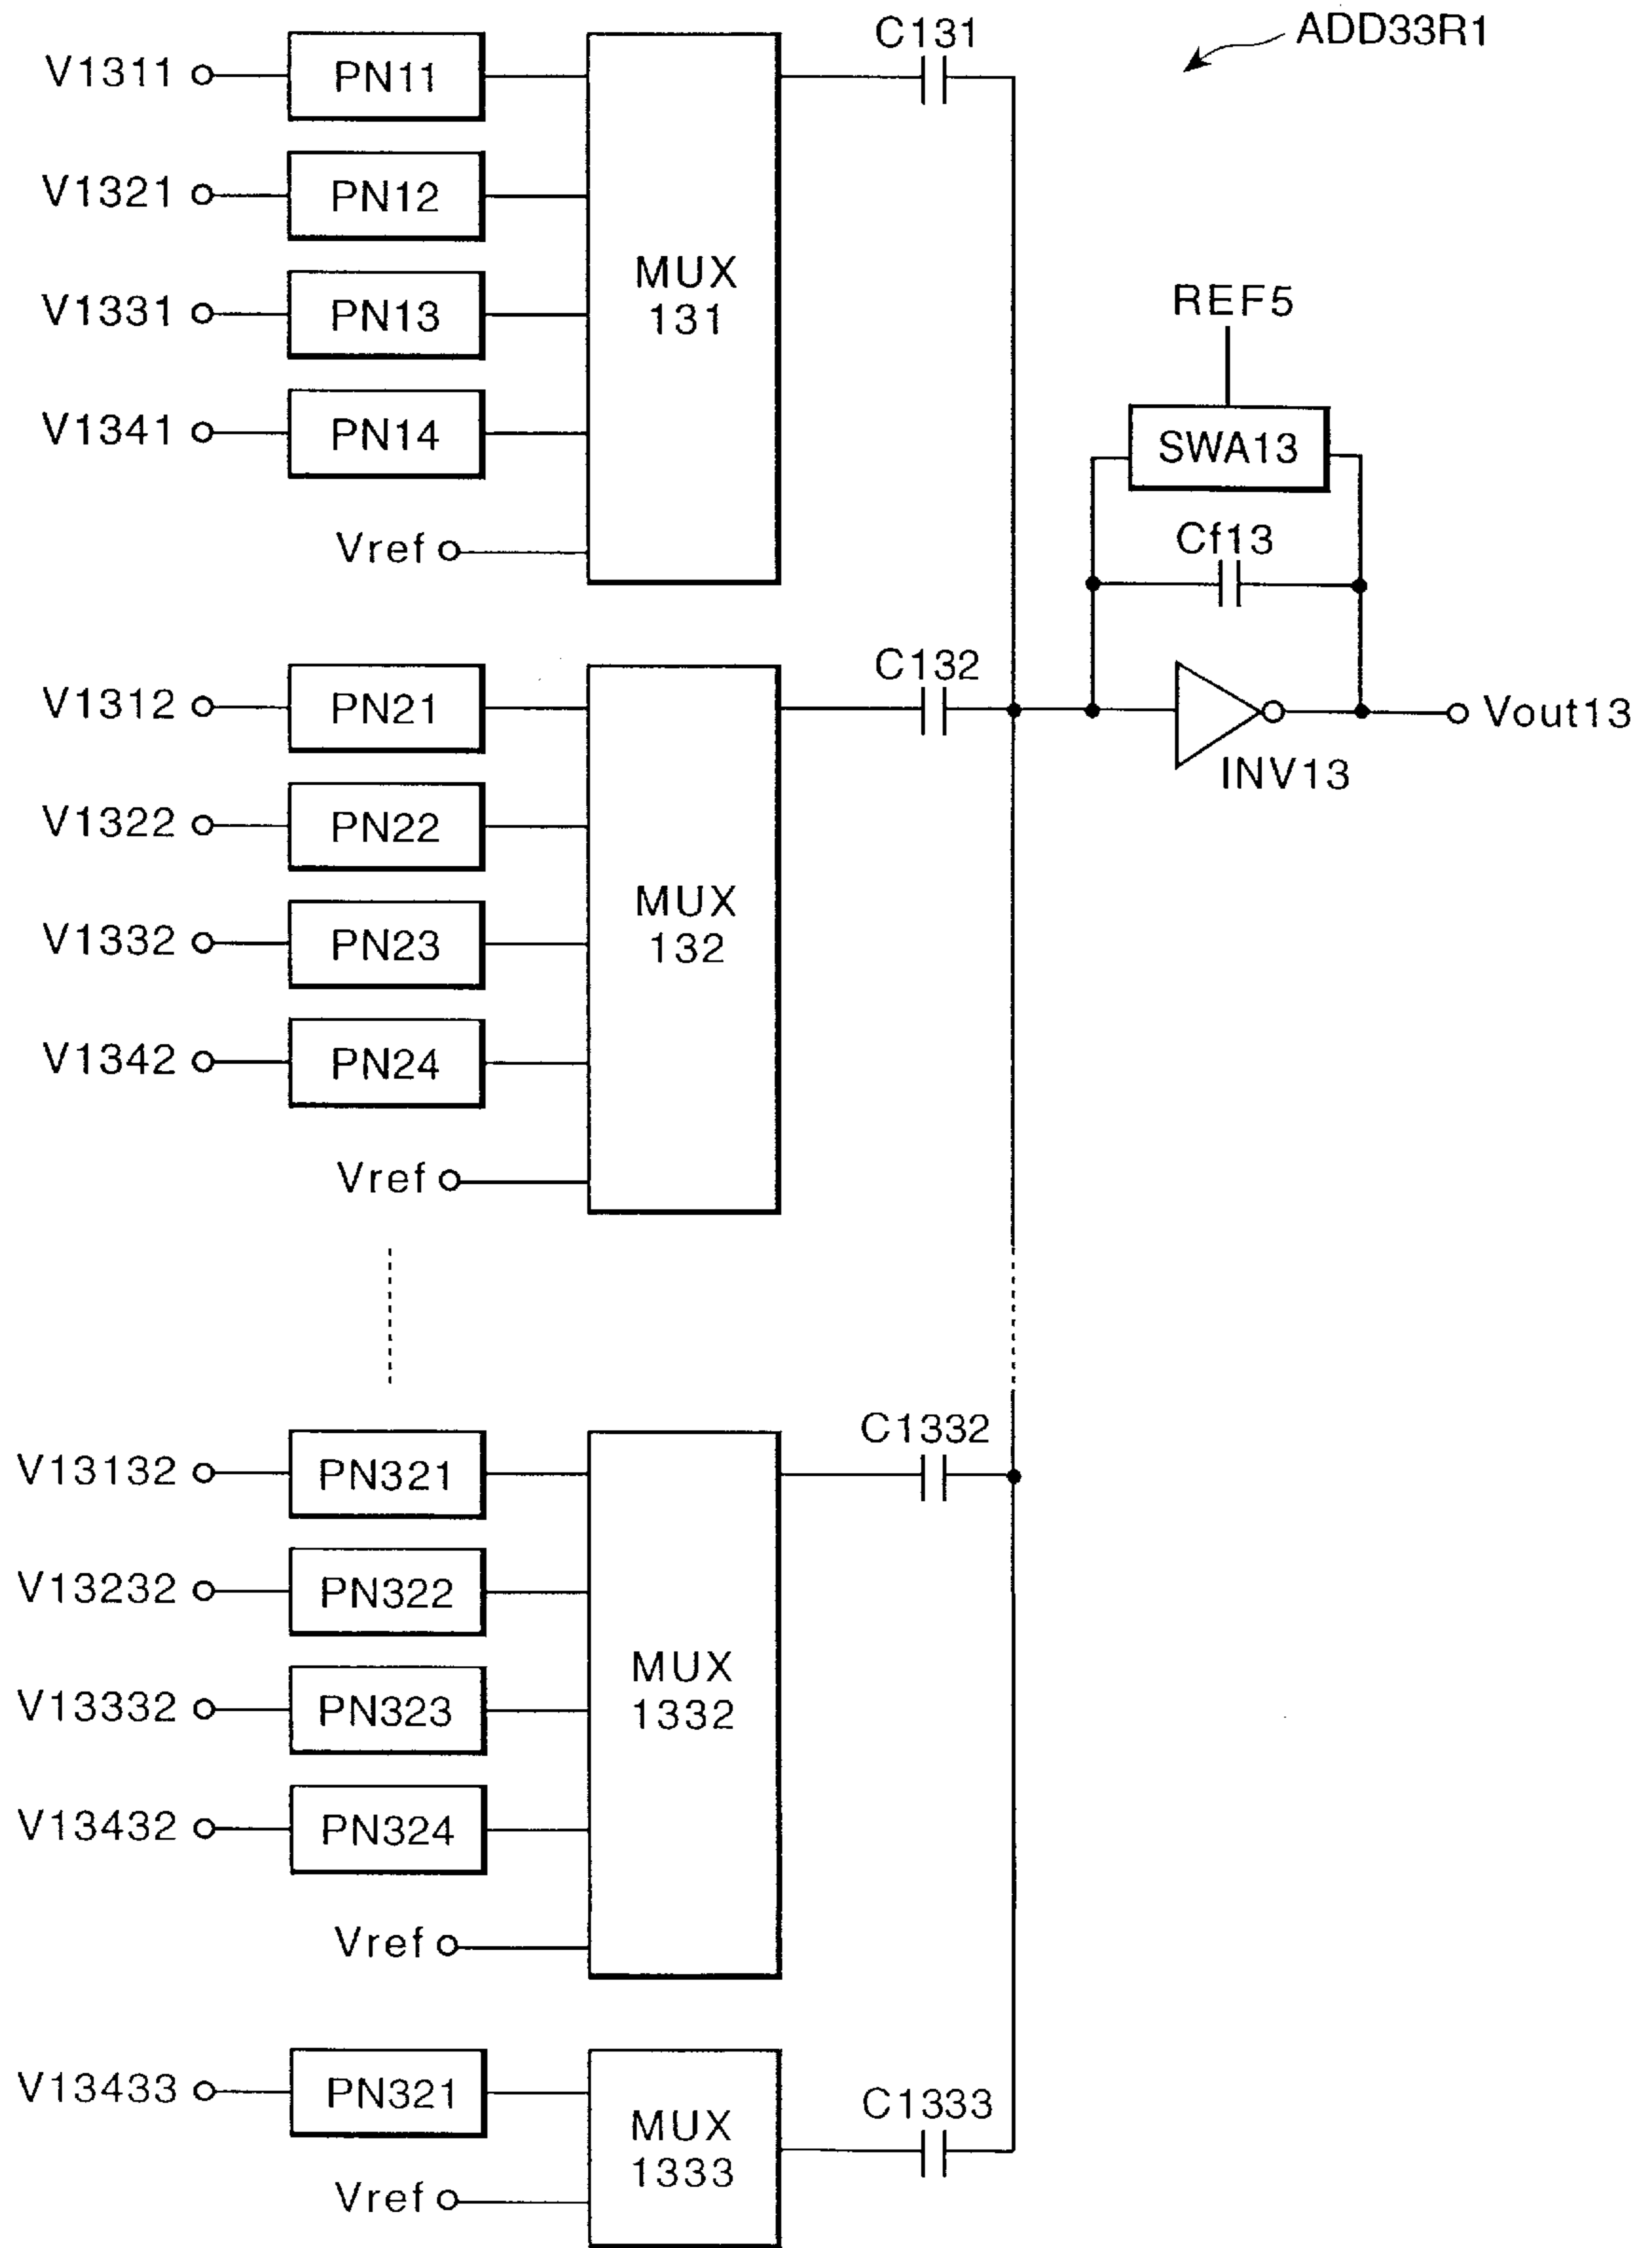 C131
ADD33R1
V1311
PN11
V1321
PN12
V1331
PN13
V1341
PN14
Vref
MUX
131
REF5
SWA13
Cf13
C132
INV13
Vout13
V1312
PN21
V1322
PN22
V1332
PN23
V1342
PN24
Vref
MUX
132
C1332
V13132
PN321
V13232
PN322
V13332
PN323
V13432
PN324
Vref
MUX
1332
V13433
PN321
Vref
MUX
1333
C1333